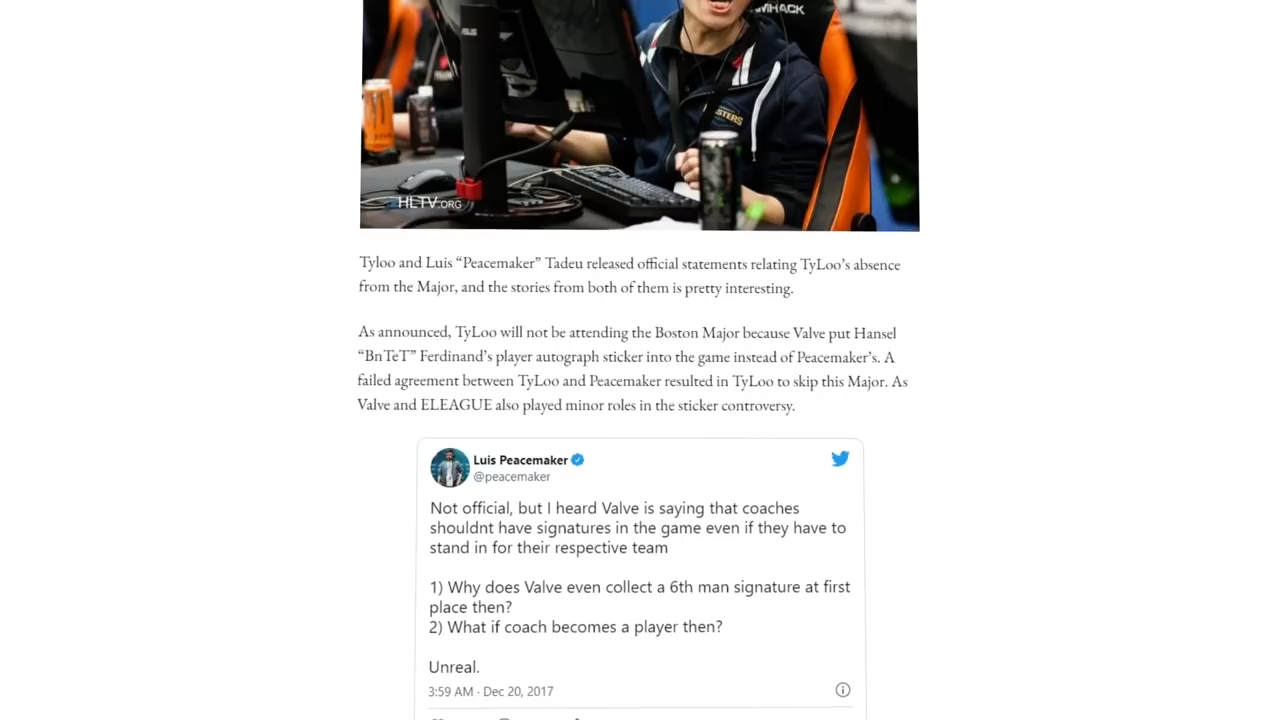 MHACK
ASUS
STERS
HLTV.ORG
Tyloo and Luis “Peacemaker” Tadeu released official statements relating TyLoo’s absence
from the Major, and the stories from both of them is pretty interesting.
As announced, TyLoo will not be attending the Boston Major because Valve put Hansel
“BnTeT” Ferdinand’s player autograph sticker into the game instead of Peacemaker’s. A
failed agreement between TyLoo and Peacemaker resulted in TyLoo to skip this Major. As
Valve and ELEAGUE also played minor roles in the sticker controversy.
Luis Peacemaker
@peacemaker
Not official, but I heard Valve is saying that coaches
shouldnt have signatures in the game even if they have to
stand in for their respective team
1) Why does Valve even collect a 6th man signature at first
place then?
2) What if coach becomes a player then?
Unreal.
3:59 AM · Dec 20, 2017